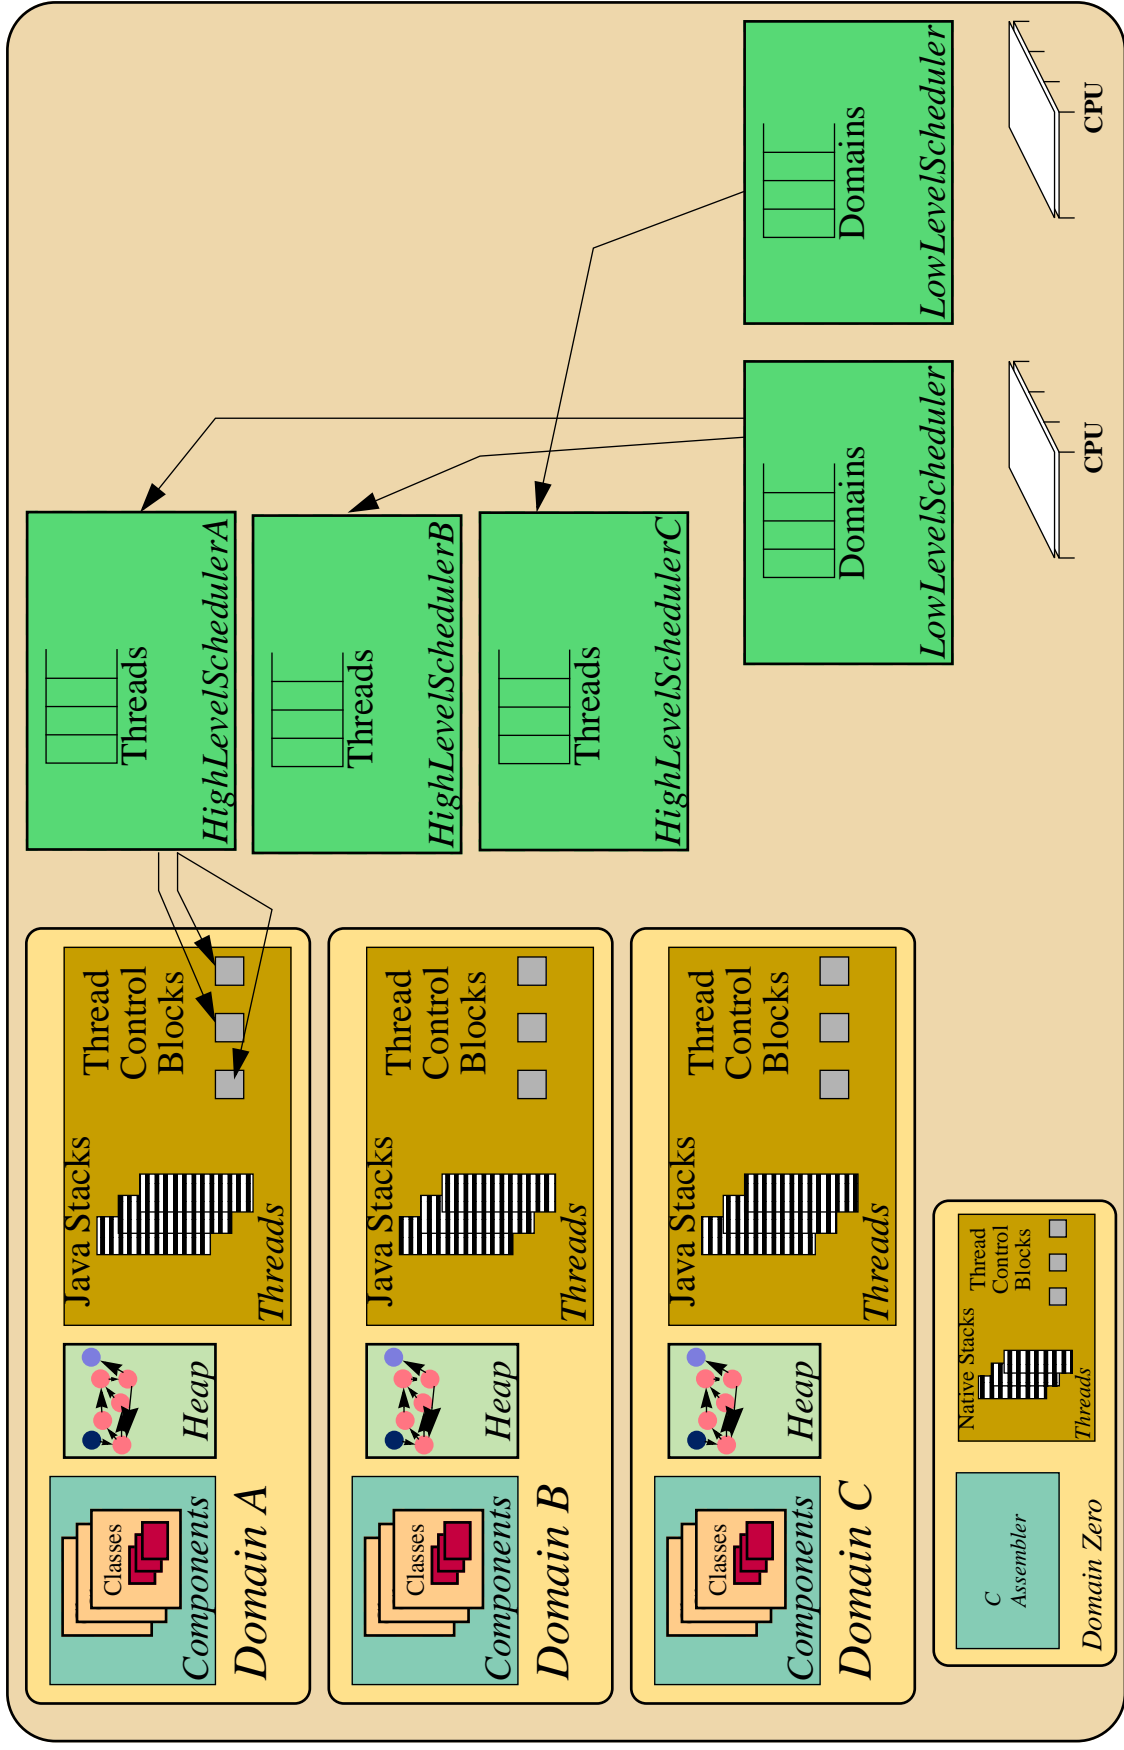 Domain A
Components
Classes
Heap
Java Stacks
Thread
Control
Blocks
Threads
Threads
HighLevelSchedulerA
Domain B
Components
Classes
Heap
Java Stacks
Thread
Control
Blocks
Threads
Threads
HighLevelSchedulerB
Domain C
Components
Classes
Heap
Java Stacks
Thread
Control
Blocks
Threads
Threads
HighLevelSchedulerC
Domains
LowLevelScheduler
CPU
Domains
LowLevelScheduler
CPU
Domain Zero
C
Assembler
Native Stacks
Thread
Control
Blocks
Threads